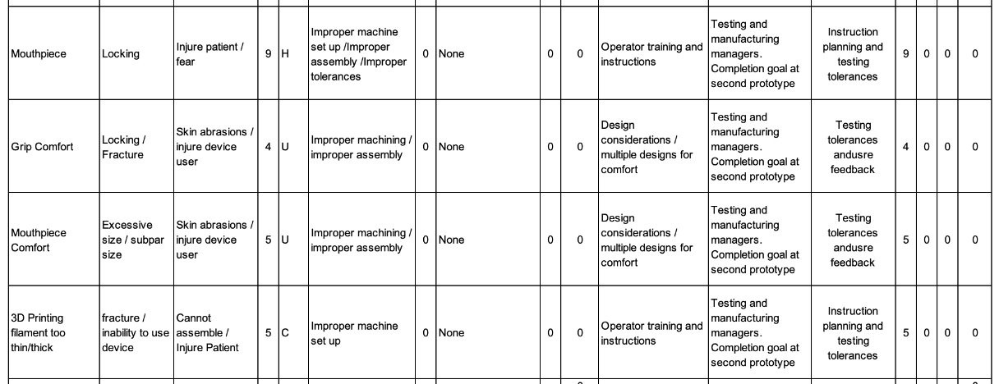 Mouthpiece
Locking
Injure patient /
fear
9
H
Improper machine
set up /Improper
assembly /Improper
tolerances
0
None
0
0
Operator training and
instructions
Testing and
manufacturing
managers.
Completion goal at
second prototype
Instruction
planning and
testing
tolerances
9
0
0
0
Grip Comfort
Locking /
Fracture
Skin abrasions /
injure device
user
4
U
Improper machining /
improper assembly
0
None
0
0
Design
considerations /
multiple designs for
comfort
Testing and
manufacturing
managers.
Completion goal at
second prototype
Testing
tolerances
andusre
feedback
4
0
0
0
Mouthpiece
Comfort
Excessive
size / subpar
size
Skin abrasions /
injure device
user
5
U
Improper machining /
improper assembly
0
None
0
0
Design
considerations /
multiple designs for
comfort
Testing and
manufacturing
managers.
Completion goal at
second prototype
Testing
tolerances
andusre
feedback
5
0
0
0
3D Printing
filament too
thin/thick
fracture /
inability to use
device
Cannot
assemble /
Injure Patient
5
C
Improper machine
set up
0
None
0
0
Operator training and
instructions
Testing and
manufacturing
managers.
Completion goal at
second prototype
Instruction
planning and
testing
tolerances
5
0
0
0